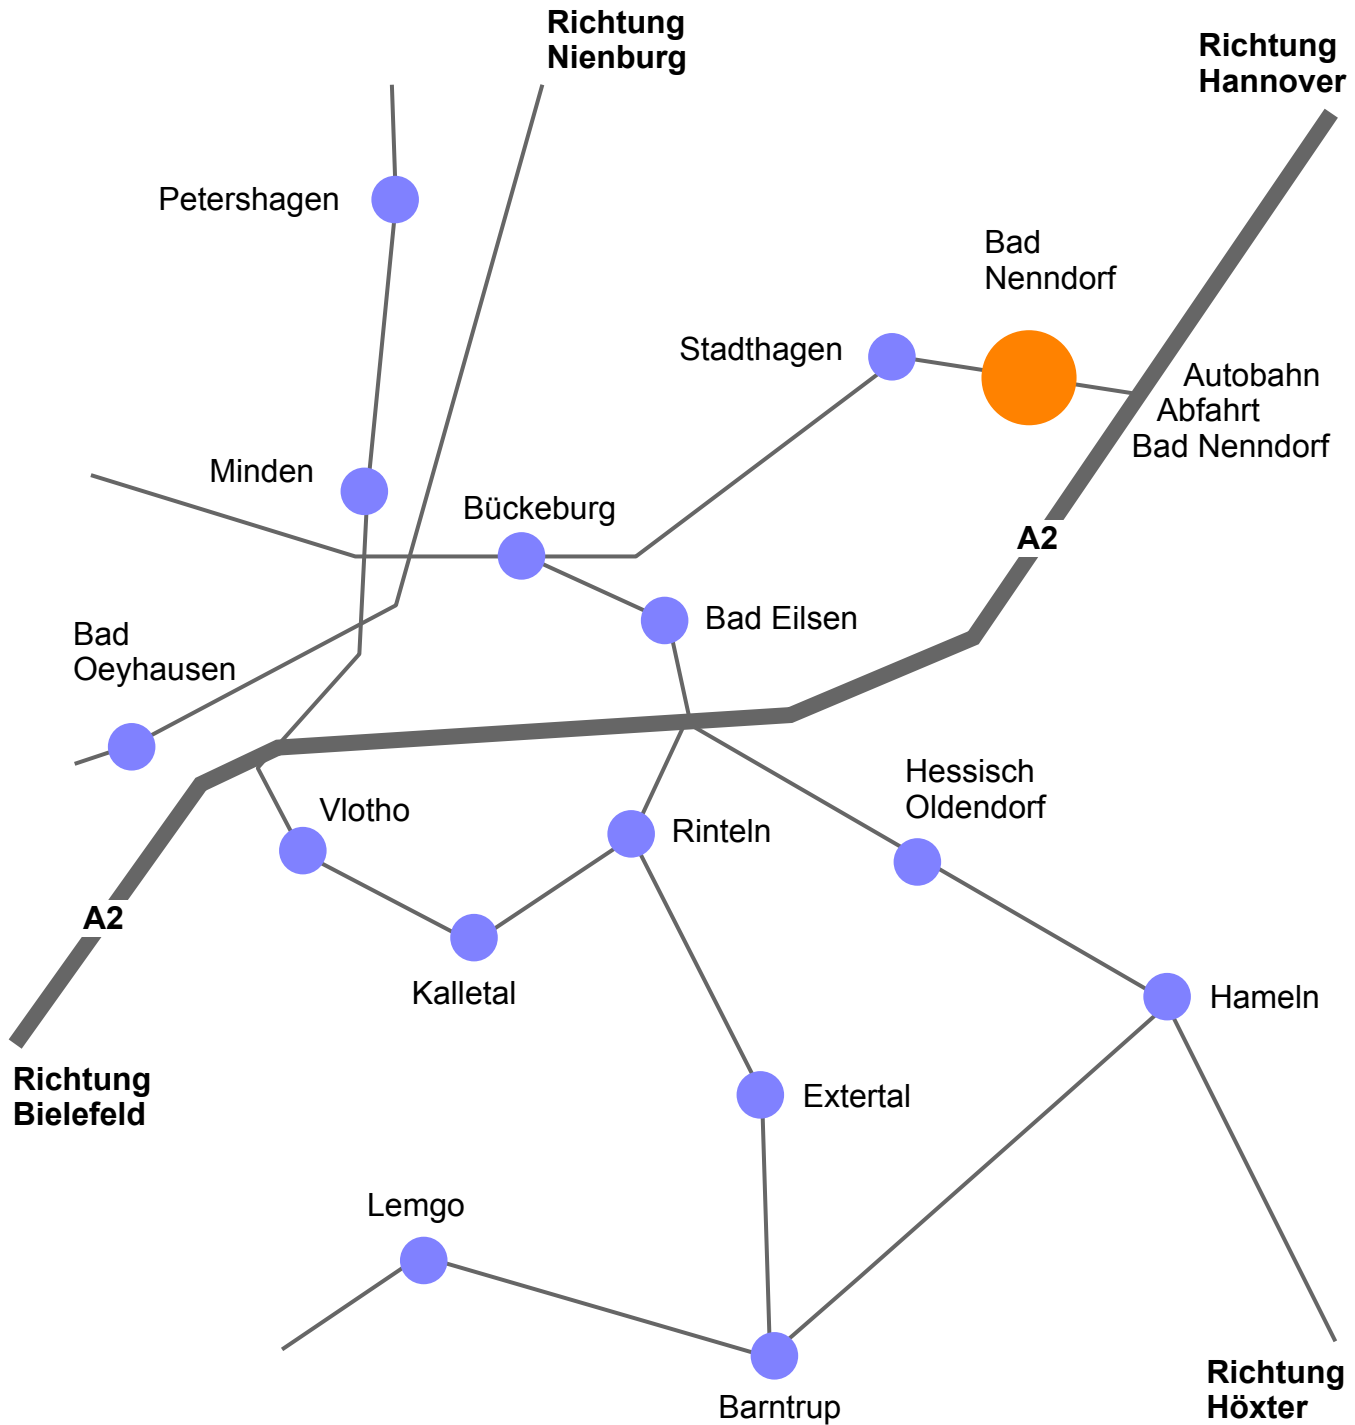 Richtung
Nienburg
Richtung
Hannover
Petershagen
Bad
Nenndorf
Stadthagen
Autobahn
Abfahrt
Bad Nenndorf
Minden
Bückeburg
A2
Bad Eilsen
Bad
Oeyhausen
Hessisch
Oldendorf
Vlotho
Rinteln
A2
Kalletal
Hameln
Richtung
Bielefeld
Extertal
Lemgo
Richtung
Höxter
Barntrup